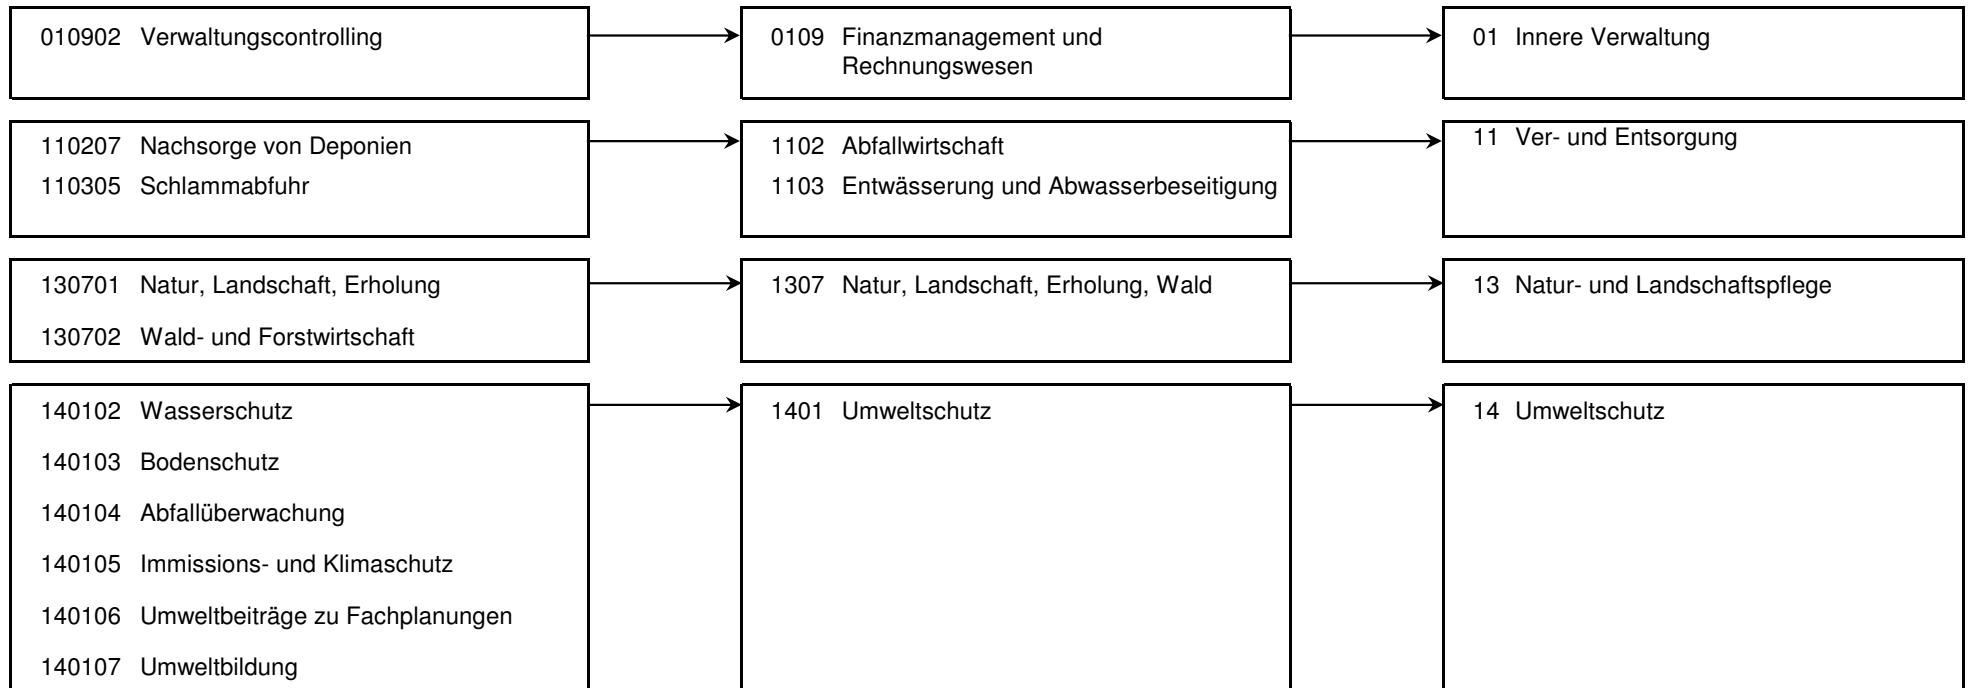 010902 Verwaltungscontrolling
0109 Finanzmanagement und
Rechnungswesen
01 Innere Verwaltung
110207 Nachsorge von Deponien
110305 Schlammabfuhr
1102 Abfallwirtschaft
1103 Entwässerung und Abwasserbeseitigung
11 Ver- und Entsorgung
130701 Natur, Landschaft, Erholung
130702 Wald- und Forstwirtschaft
1307 Natur, Landschaft, Erholung, Wald
13 Natur- und Landschaftspflege
140102 Wasserschutz
140103 Bodenschutz
140104 Abfallüberwachung
140105 Immissions- und Klimaschutz
140106 Umweltbeiträge zu Fachplanungen
140107 Umweltbildung
1401 Umweltschutz
14 Umweltschutz